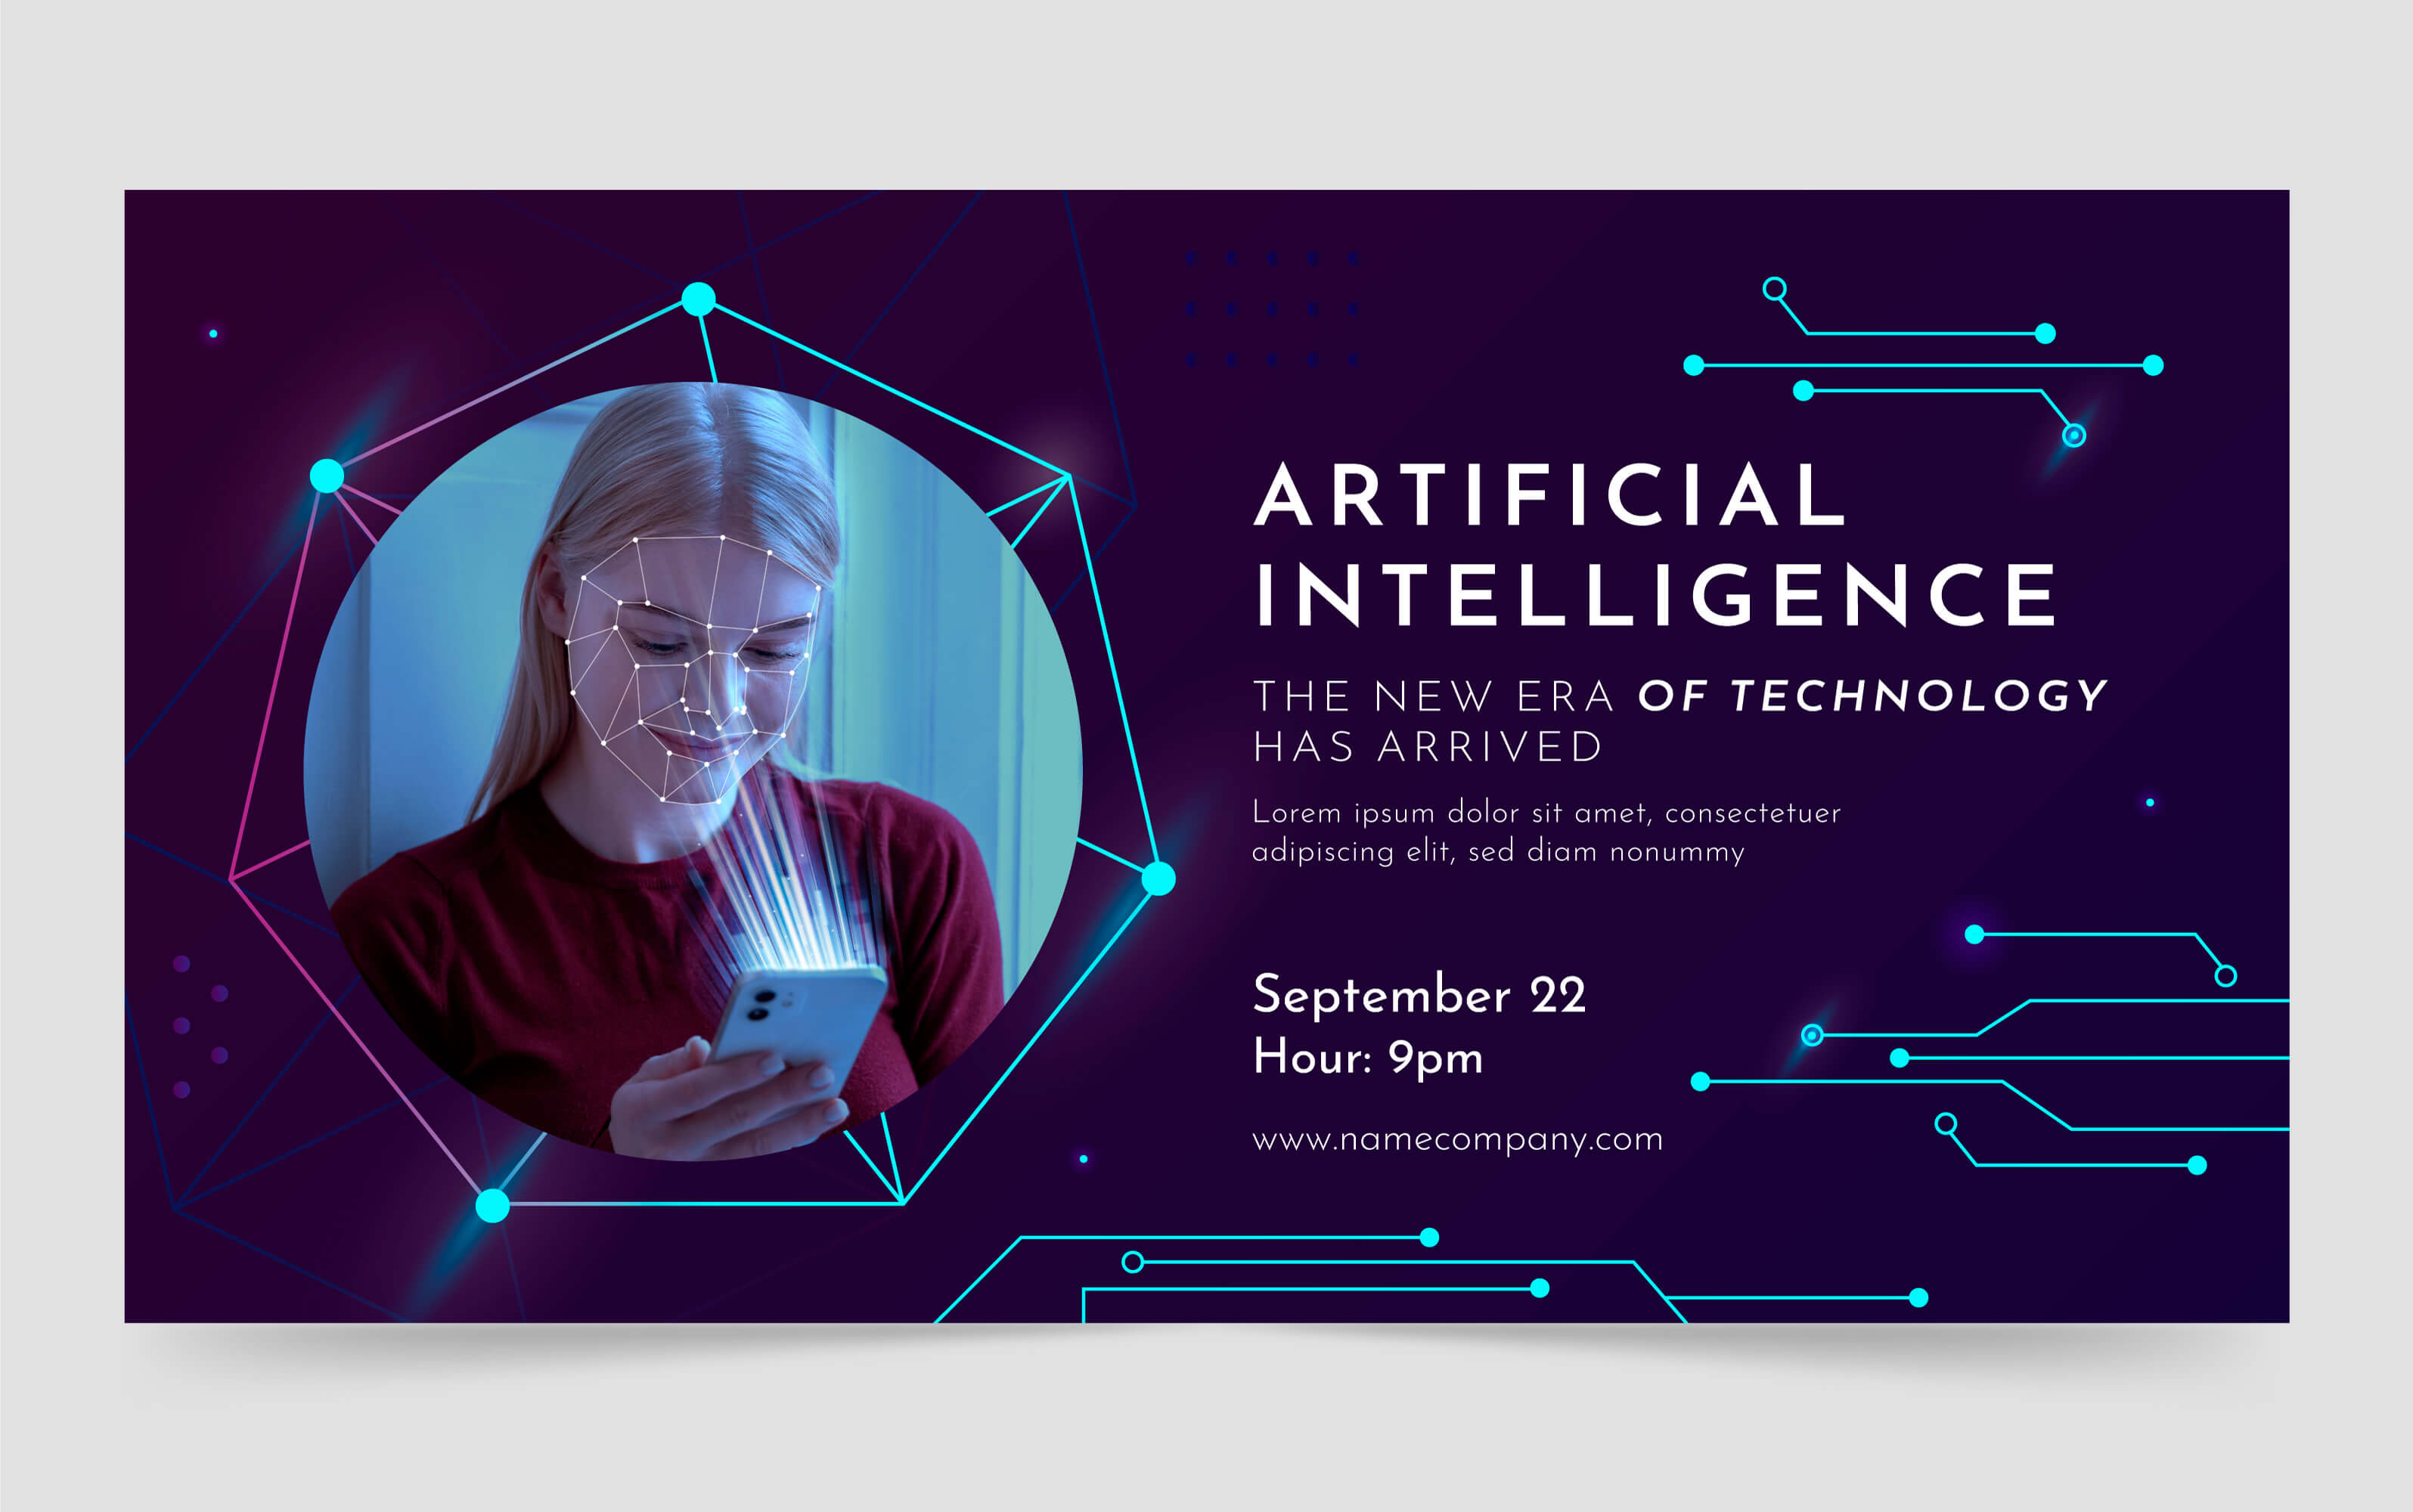 ARTIFICIAL
INTELLIGENCE
THE NEW ERA OF TECHNOLOGY
HAS ARRIVED
Lorem ipsum dolor sit amet, consectetuer
adipiscing elit, sed diam nonummy
September 22
Hour: 9pm
www.namecompany.com